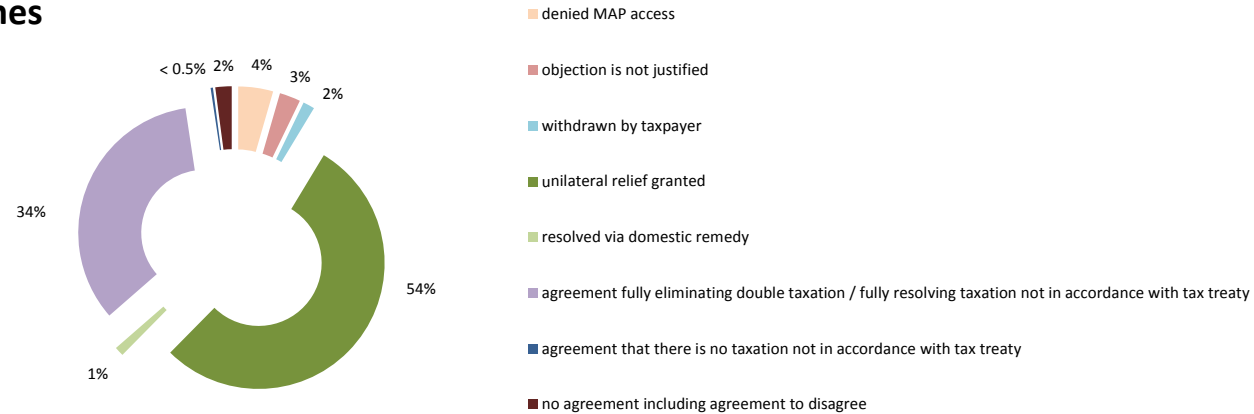 nes
< 0.5%
2%
4%
3%
2%
34%
54%
1%
denied MAP access
objection is not justified
withdrawn by taxpayer
unilateral relief granted
resolved via domestic remedy
agreement fully eliminating double taxation / fully resolving taxation not in accordance with tax treaty
agreement that there is no taxation not in accordance with tax treaty
no agreement including agreement to disagree